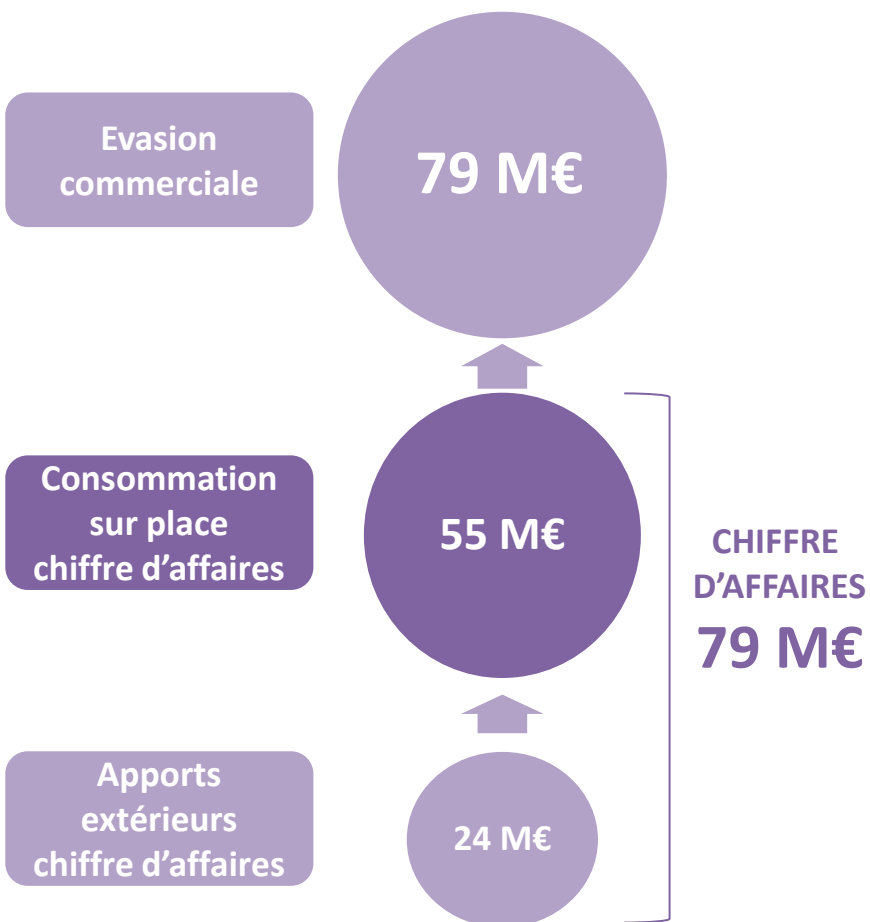 Evasion
commerciale
79 M€
Consommation
sur place
chiffre d’affaires
55 M€
CHIFFRE
D’AFFAIRES
79 M€
Apports
extérieurs
chiffre d’affaires
24 M€